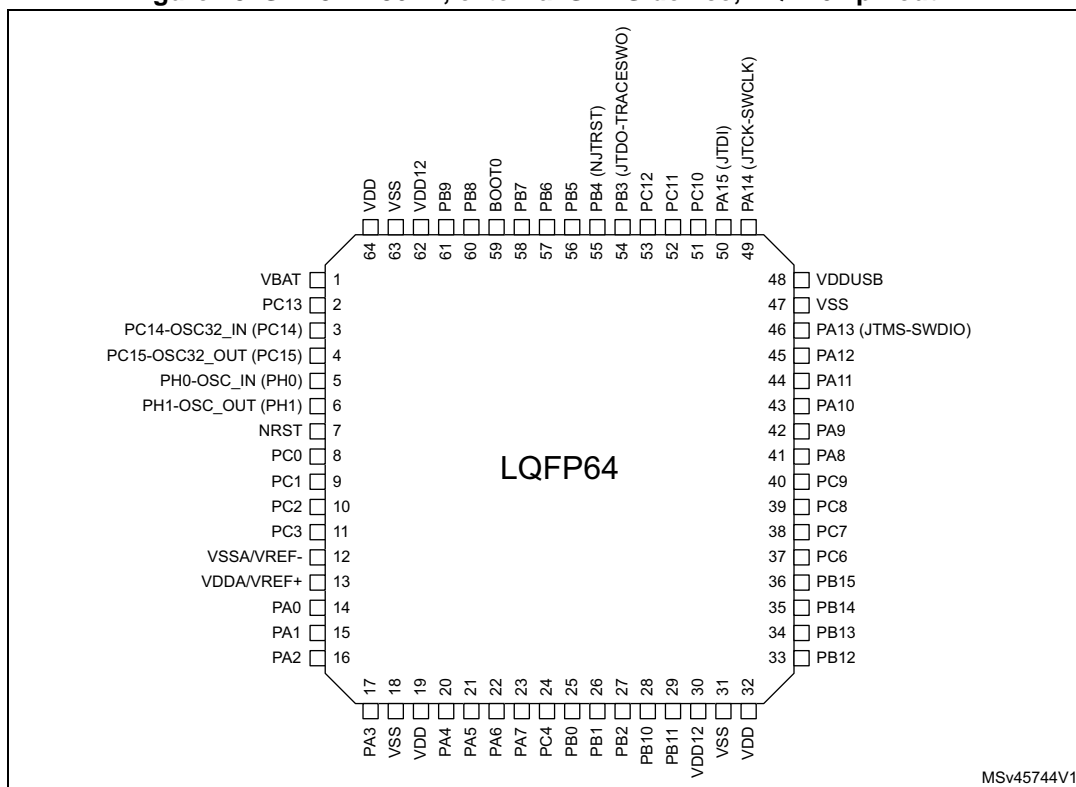 VDD
VSS
VDD12
PB9
PB8
BOOT0
PB7
PB6
PB5
PB4 (NJTRST)
PB3 (JTDO-TRACESWO)
PC12
PC11
PC10
PA15 (JTDI)
PA14 (JTCK-SWCLK)
64
63
62
61
60
59
58
57
56
55
54
53
52
51
50
49
VBAT 1
PC13 2
PC14-OSC32_IN (PC14) 3
PC15-OSC32_OUT (PC15) 4
PH0-OSC_IN (PH0) 5
PH1-OSC_OUT (PH1) 6
NRST 7
PC0 8
PC1 9
PC2 10
PC3 11
VSSA/VREF- 12
VDDA/VREF+ 13
PA0 14
PA1 15
PA2 16
LQFP64
48 VDDUSB
47 VSS
46 PA13 (JTMS-SWDIO)
45 PA12
44 PA11
43 PA10
42 PA9
41 PA8
40 PC9
39 PC8
38 PC7
37 PC6
36 PB15
35 PB14
34 PB13
33 PB12
17
18
19
20
21
22
23
24
25
26
27
28
29
30
31
32
PA3
VSS
VDD
PA4
PA5
PA6
PA7
PC4
PB0
PB1
PB2
PB10
PB11
VDD12
VSS
VDD
MSv45744V1